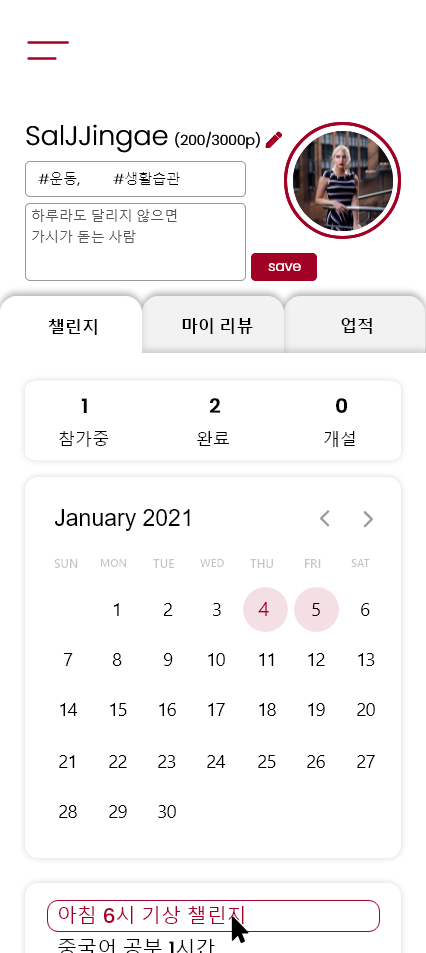 SalJJingae (200/3000p)
#운동, #생활습관
하루라도 달리지 않으면
가시가 돋는 사람
save
챌린지 마이 리뷰 업적
1 2 0
참가중 완료 개설
January 2021
SUN MON TUE WED THU FRI SAT
1 2 3 4 5 6
7 8 9 10 11 12 13
14 15 16 17 18 19 20
21 22 23 24 25 26 27
28 29 30
아침 6시 기상 챌린지
중국어 공부 1시간